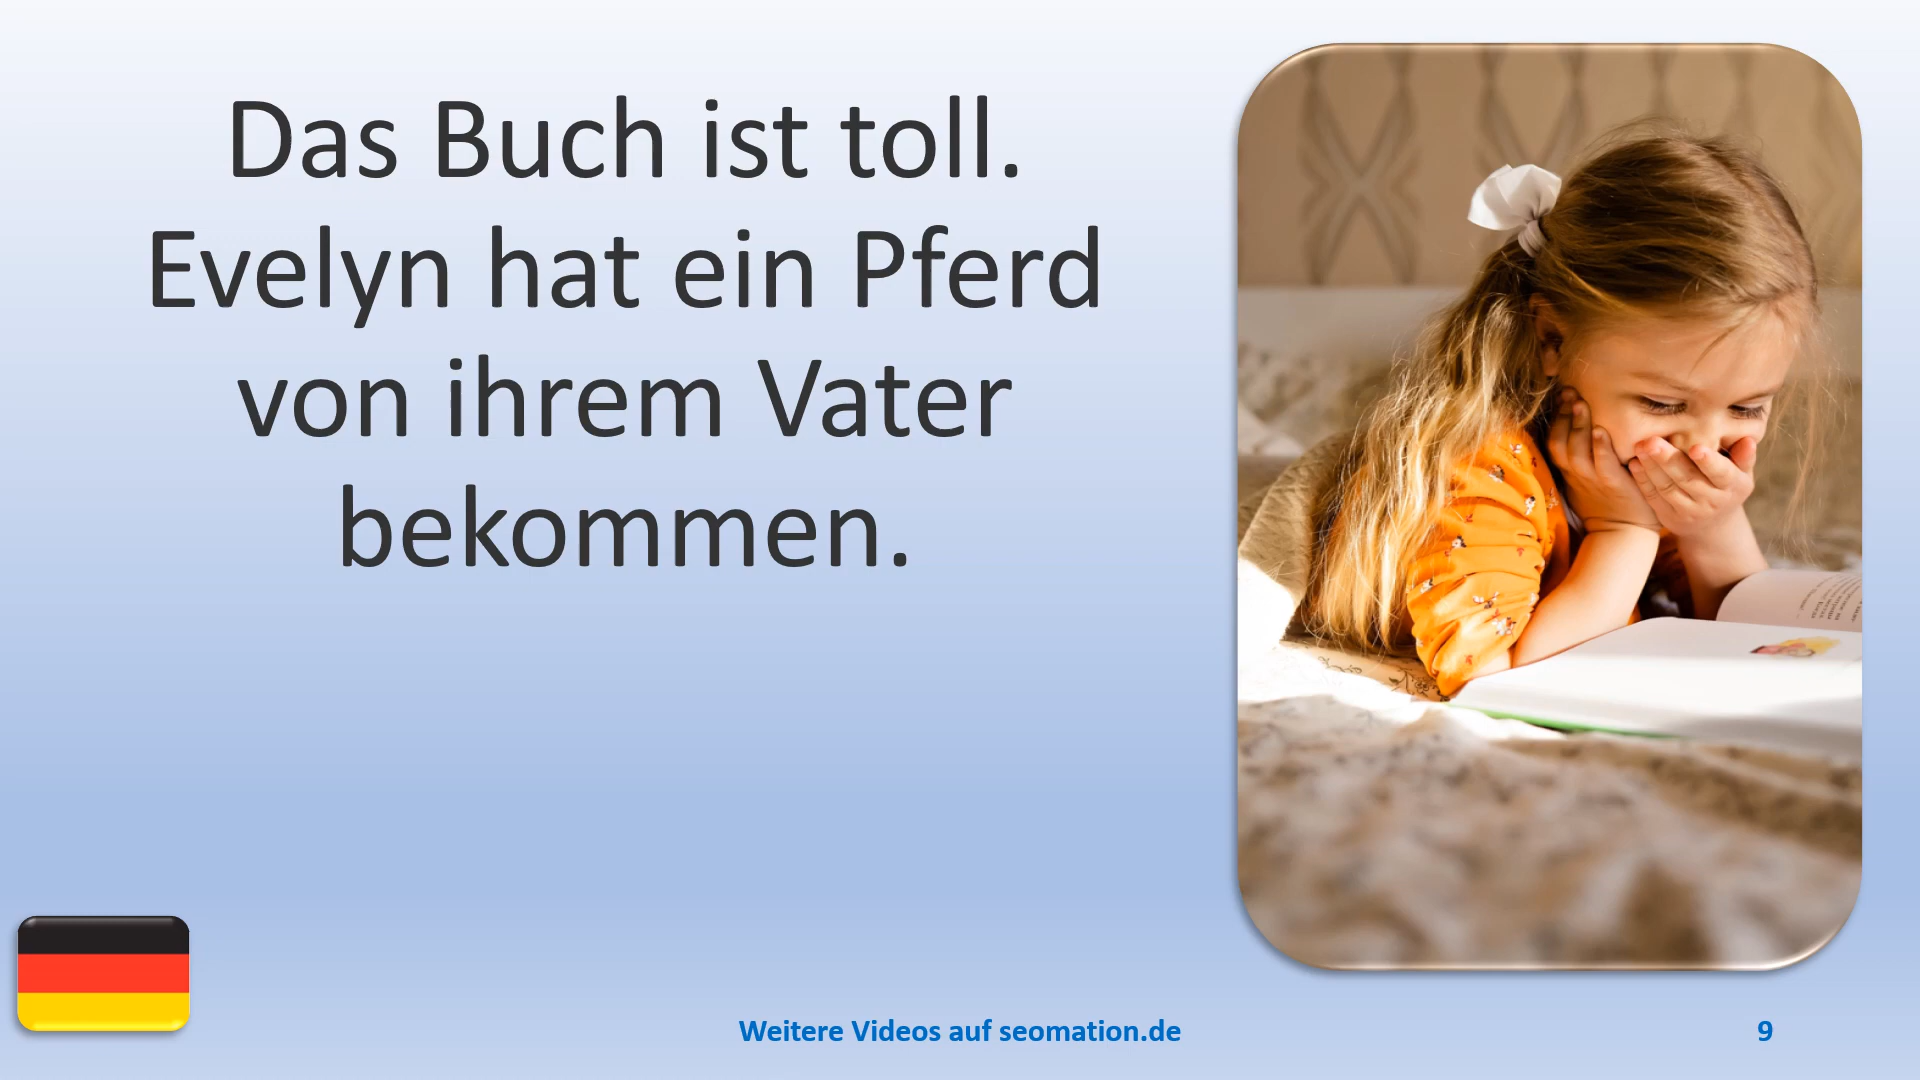 Das Buch ist toll.
Evelyn hat ein Pferd
von ihrem Vater
bekommen.
Weitere Videos auf seomation.de
9